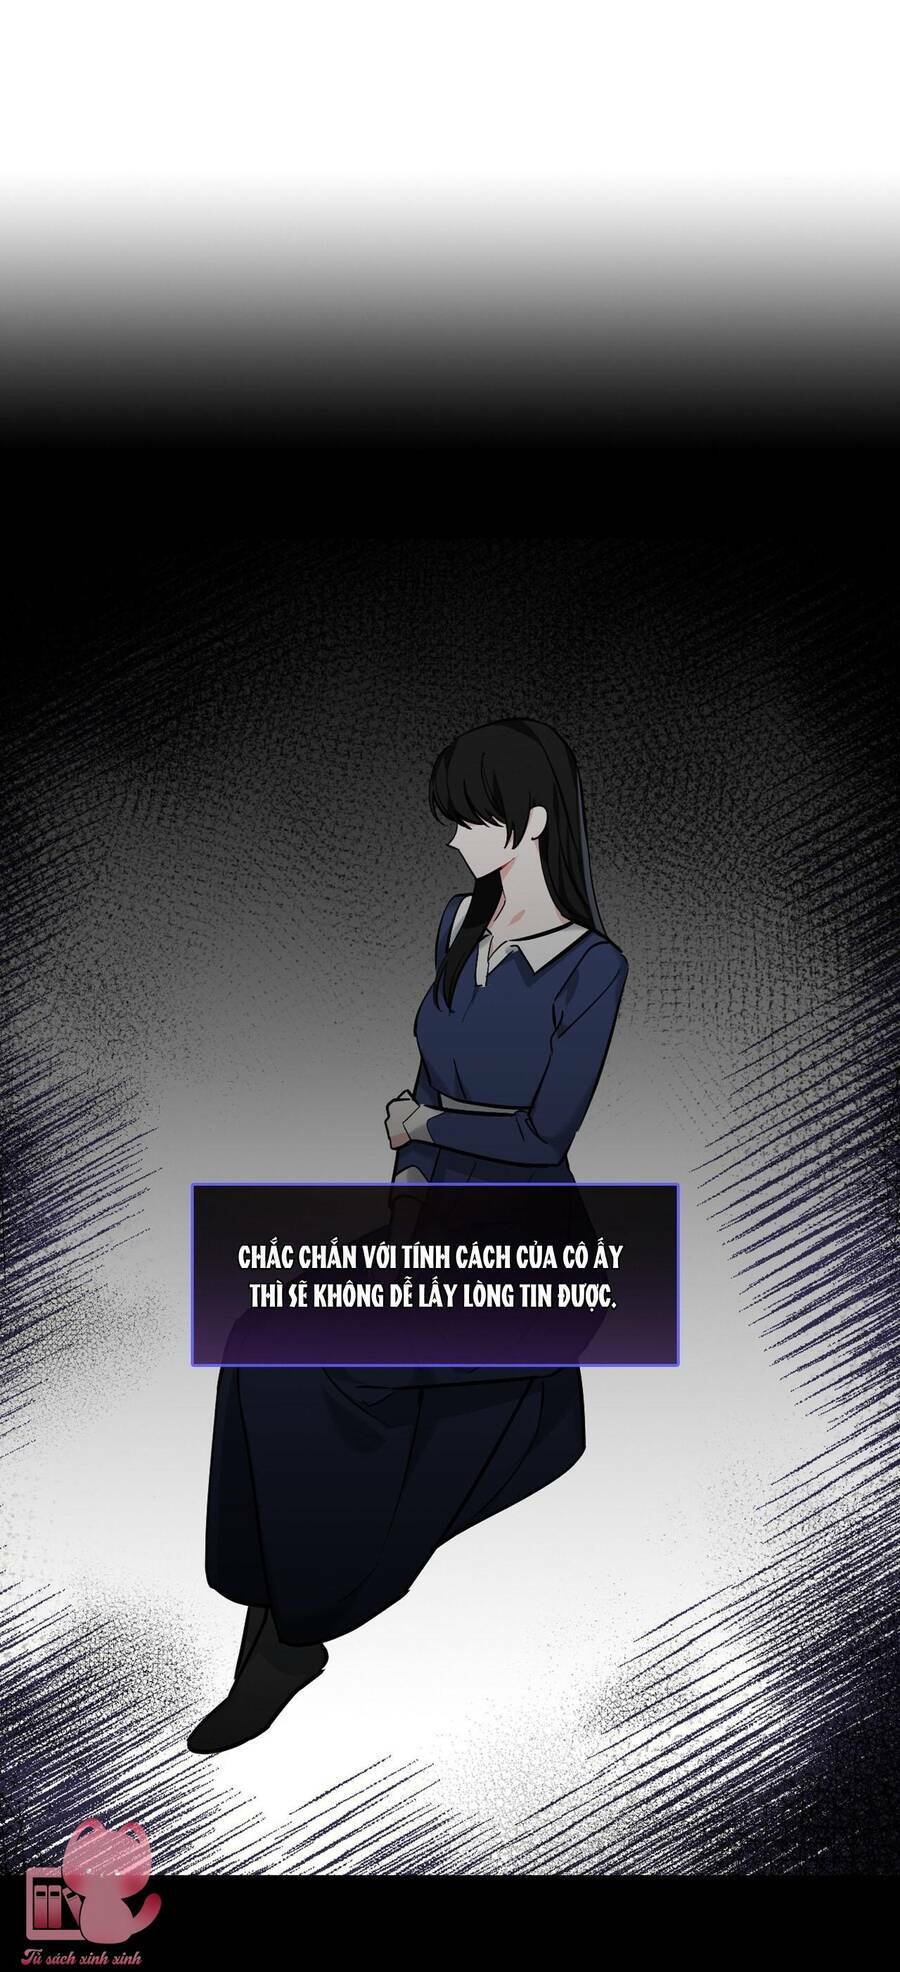 CHẮC CHẮN VỚI TÍNH CÁCH CỦA CÔ ẤY
THÌ SẼ KHÔNG DỄ LẤY LÒNG TIN ĐƯỢC.
Tủ sách xinh xinh